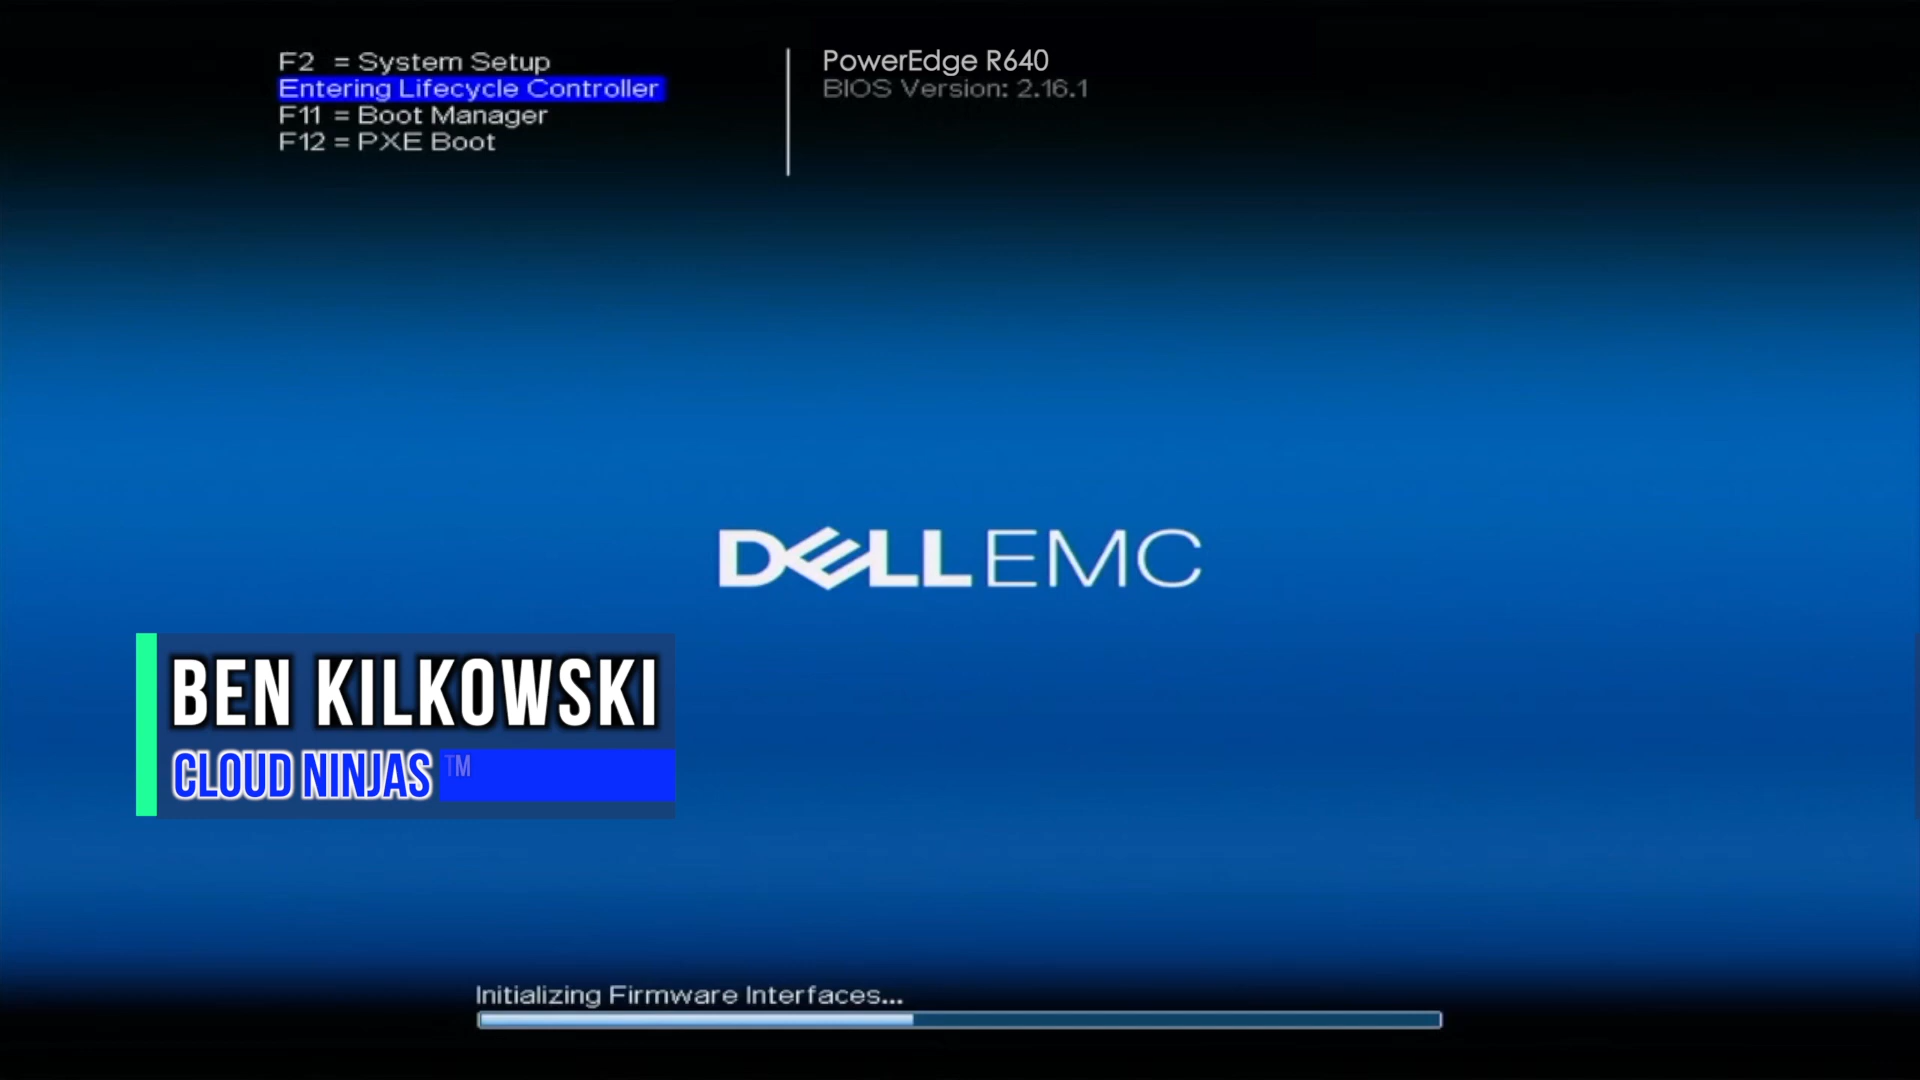 F2 = System Setup
Entering Lifecycle Controller
F11 = Boot Manager
F12 = PXE Boot
PowerEdge R640
BIOS Version: 2.16.1
DELLEMC
BEN KILKOWSKI
CLOUD NINJAS ™
Initializing Firmware Interfaces...